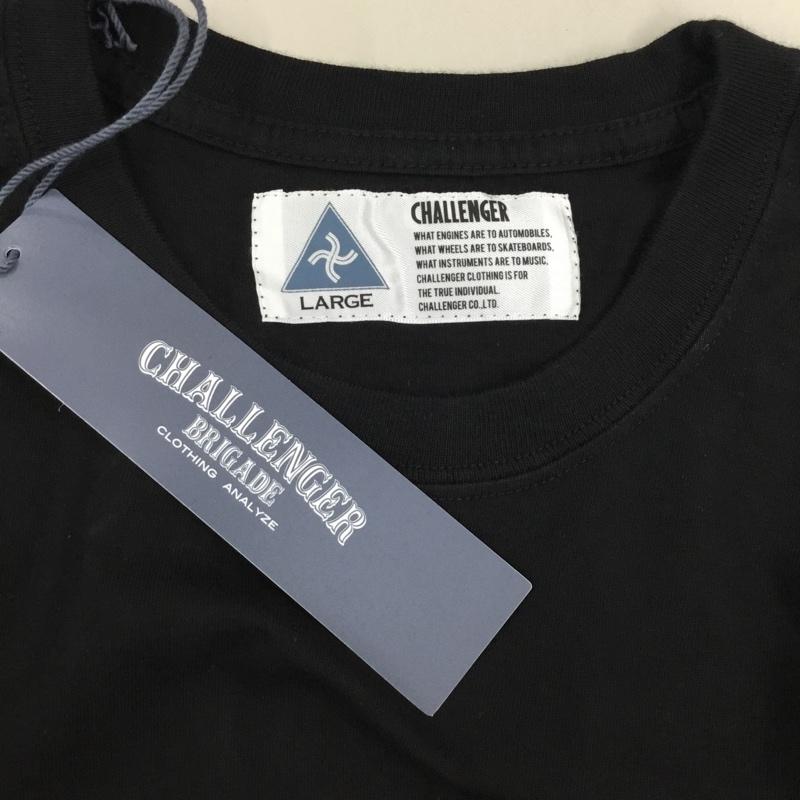 CHALLENGER
WHAT ENGINES ARE TO AUTOMOBILES,
WHAT WHEELS ARE TO SKATEBOARDS,
WHAT INSTRUMENTS ARE TO MUSIC,
CHALLENGER CLOTHING IS FOR
THE TRUE INDIVIDUAL.
CHALLENGER CO.,LTD.
LARGE
CHALLENGER
BRIGADE
CLOTHING ANALYZE